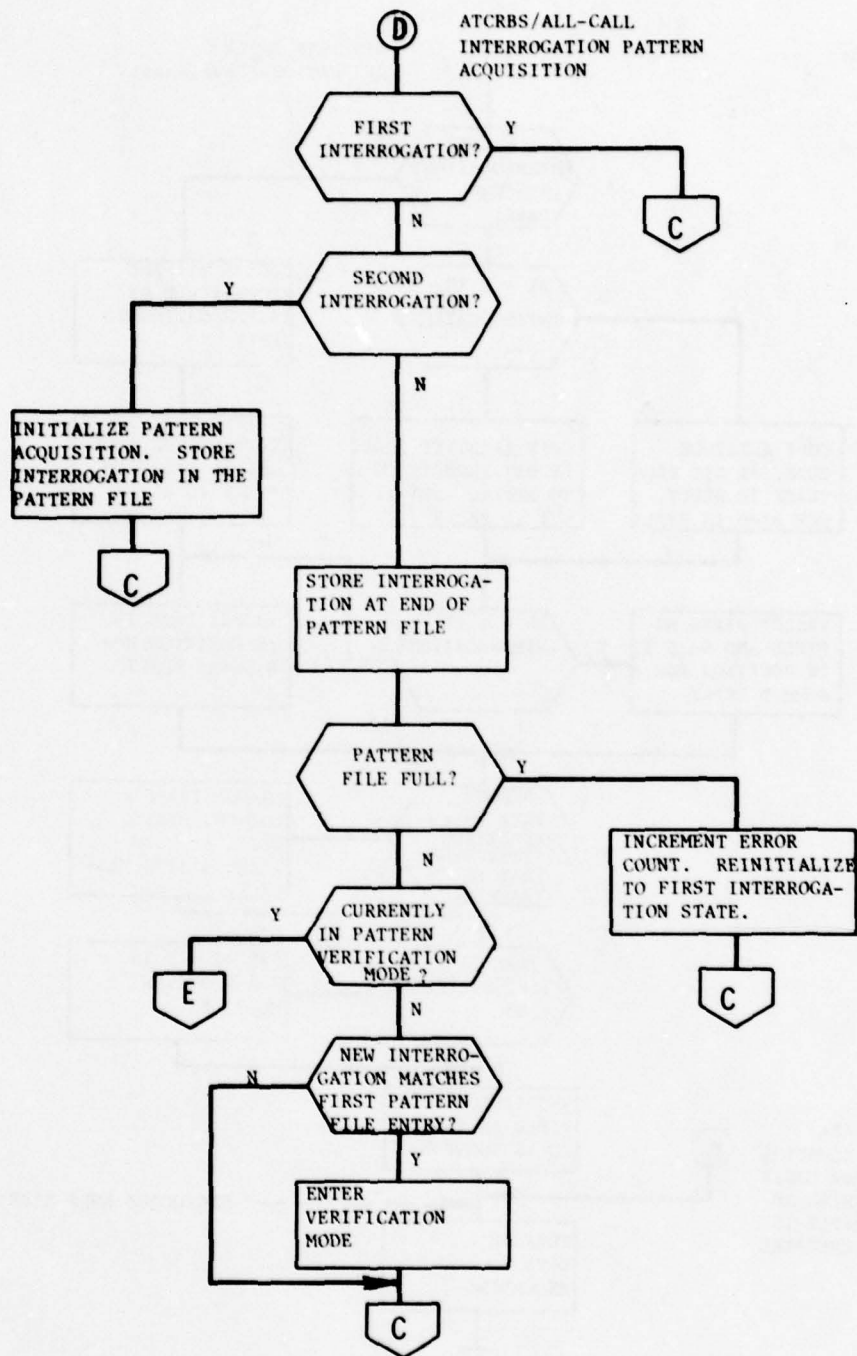 D
ATCRBS/ALL-CALL
INTERROGATION PATTERN
ACQUISITION
FIRST
INTERROGATION?
Y
C
N
SECOND
INTERROGATION?
Y
N
INITIALIZE PATTERN
ACQUISITION. STORE
INTERROGATION IN THE
PATTERN FILE
C
STORE INTERROGA-
TION AT END OF
PATTERN FILE
PATTERN
FILE FULL?
Y
N
INCREMENT ERROR
COUNT. REINITIALIZE
TO FIRST INTERROGA-
TION STATE.
C
CURRENTLY
IN PATTERN
VERIFICATION
MODE?
Y
E
N
NEW INTERRO-
GATION MATCHES
FIRST PATTERN
FILE ENTRY?
N
Y
ENTER
VERIFICATION
MODE
C